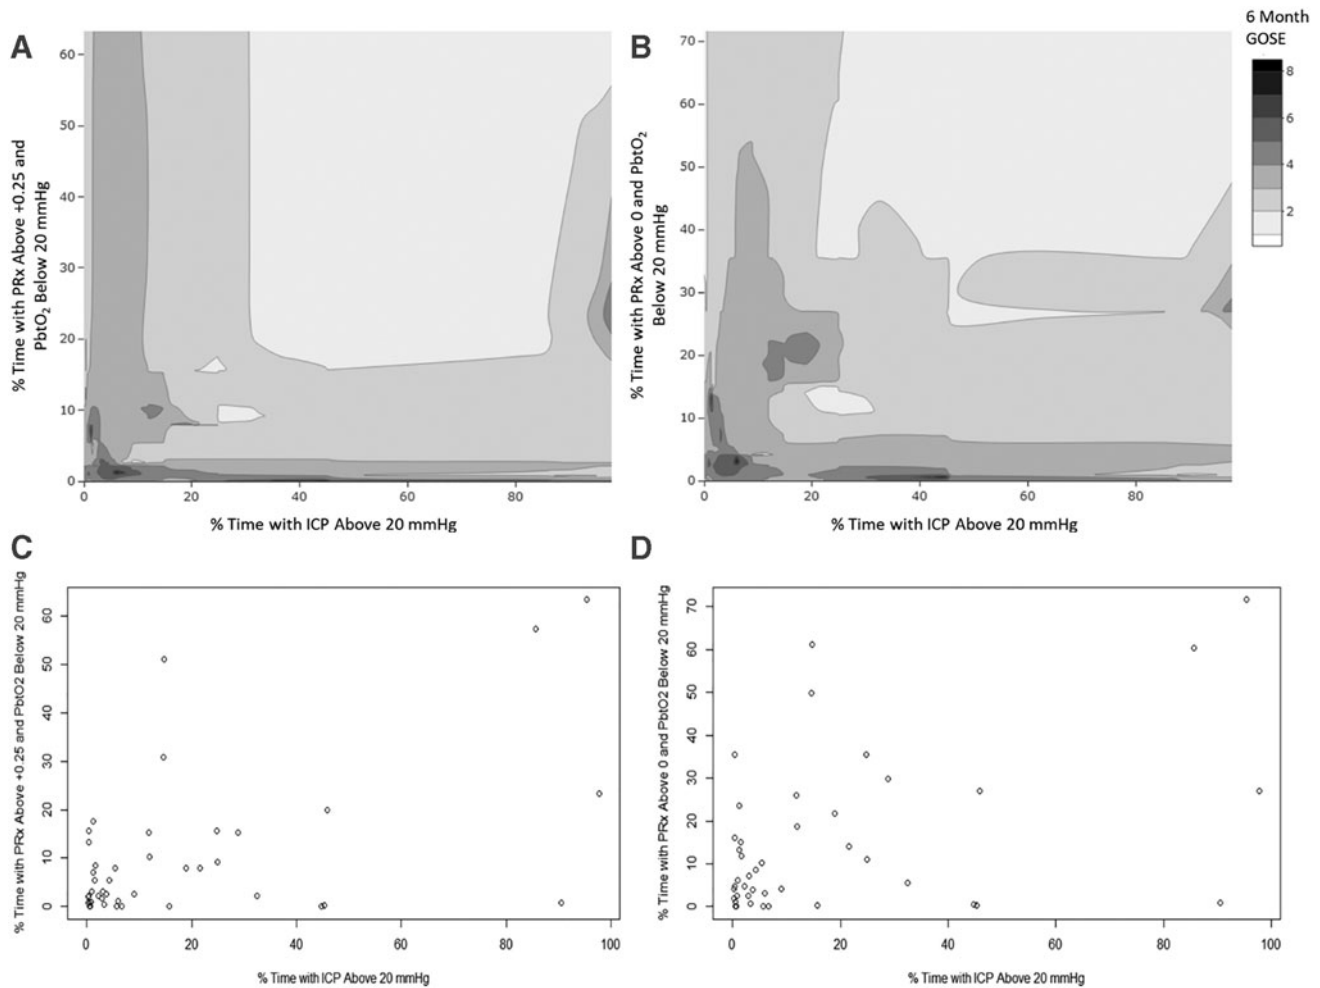 A
% Time with PRx Above +0.25 and
PbtO2 Below 20 mmHg
60
50
40
30
20
10
0
0 20 40 60 80
% Time with ICP Above 20 mmHg
B
% Time with PRx Above 0 and PbtO2
Below 20 mmHg
70
60
50
40
30
20
10
0
0 20 40 60 80
% Time with ICP Above 20 mmHg
6 Month
GOSE
8
6
4
2
C
% Time with PRx Above +0.25 and PbtO2 Below 20 mmHg
60
50
40
30
20
10
0
0 20 40 60 80 100
% Time with ICP Above 20 mmHg
D
% Time with PRx Above 0 and PbtO2 Below 20 mmHg
70
60
50
40
30
20
10
0
0 20 40 60 80 100
% Time with ICP Above 20 mmHg